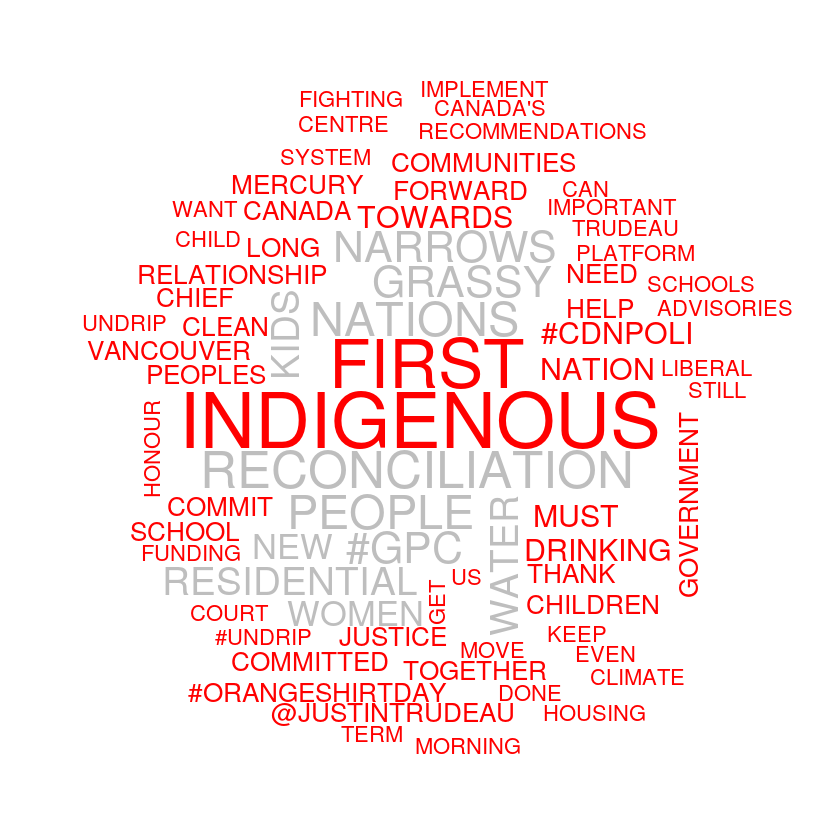 IMPLEMENT
FIGHTING
CANADA'S
CENTRE
RECOMMENDATIONS
SYSTEM
COMMUNITIES
MERCURY
FORWARD
CAN
WANT
CANADA
TOWARDS
IMPORTANT
TRUDEAU
CHILD
LONG
NARROWS
PLATFORM
RELATIONSHIP
GRASSY
NEED
SCHOOLS
CHIEF
KIDS
NATIONS
HELP
ADVISORIES
UNDRIP
CLEAN
#CDNPOLI
VANCOUVER
FIRST
NATION
LIBERAL
PEOPLES
STILL
INDIGENOUS
HONOUR
RECONCILIATION
GOVERNMENT
COMMIT
PEOPLE
WATER
MUST
SCHOOL
FUNDING
NEW
#GPC
DRINKING
RESIDENTIAL
GET
US
THANK
COURT
WOMEN
CHILDREN
#UNDRIP
JUSTICE
KEEP
MOVE
EVEN
COMMITTED
TOGETHER
CLIMATE
#ORANGESHIRTDAY
DONE
@JUSTINTRUDEAU
HOUSING
TERM
MORNING